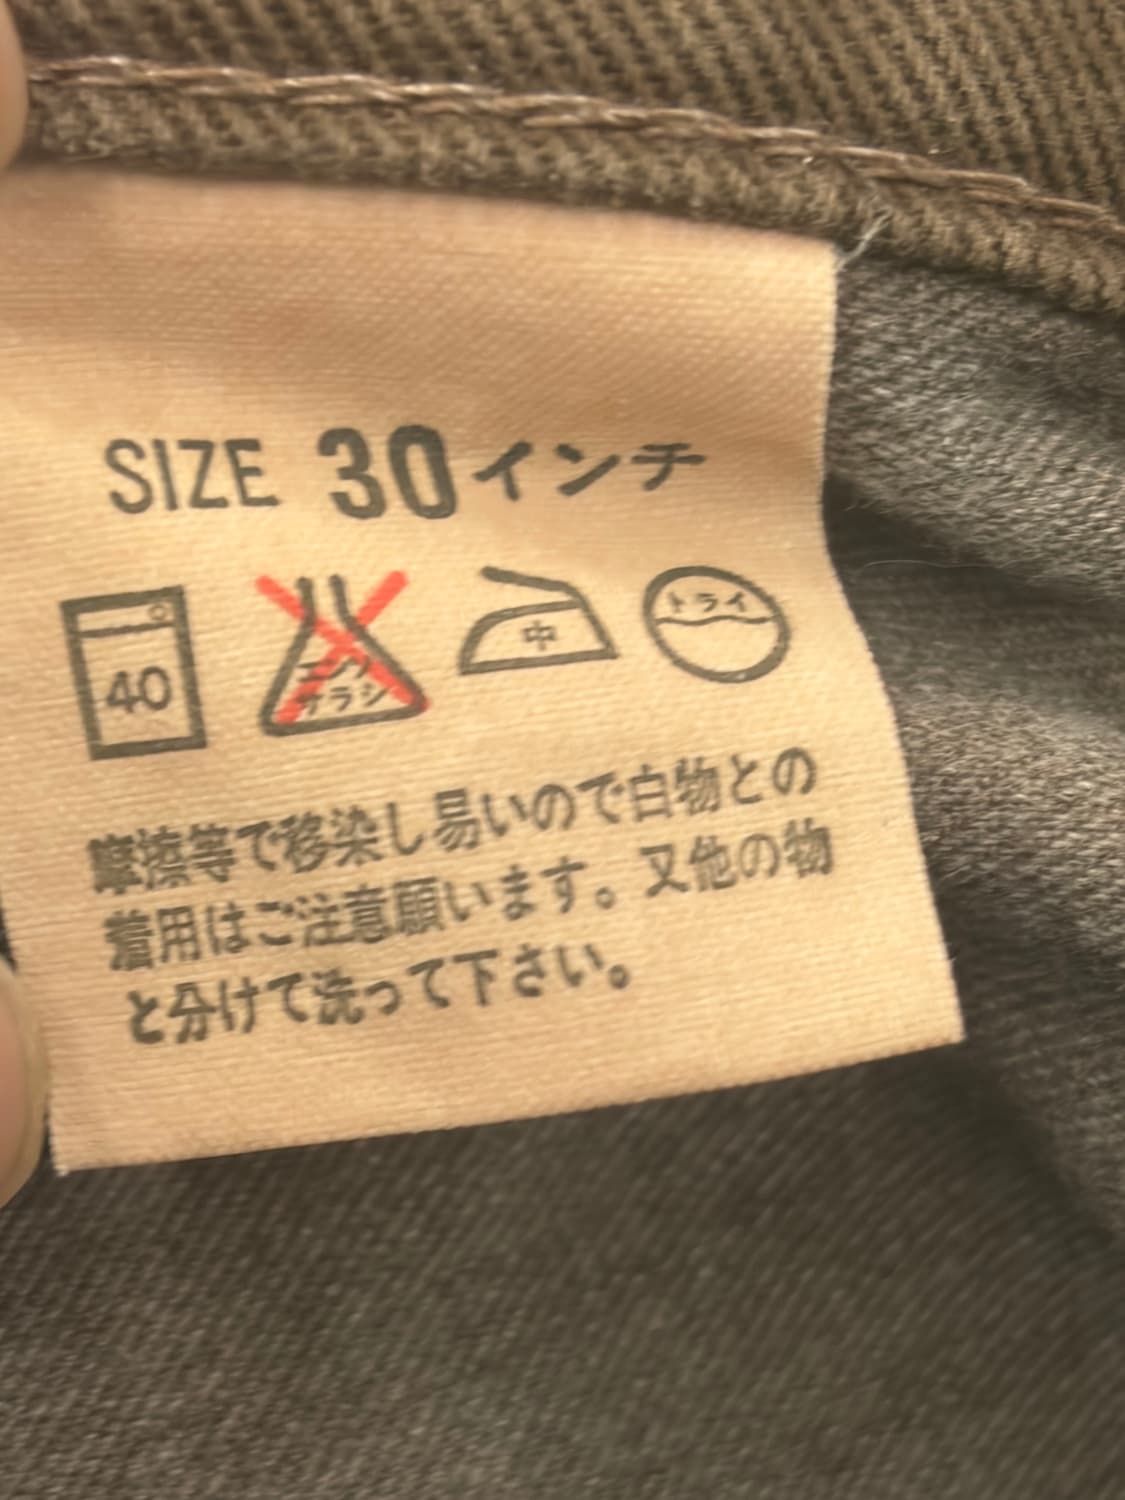 SIZE 30インチ
40
エンソ
サラシ
中
ドライ
摩擦等で移染し易いので白物との
着用はご注意願います。又他の物
と分けて洗って下さい。